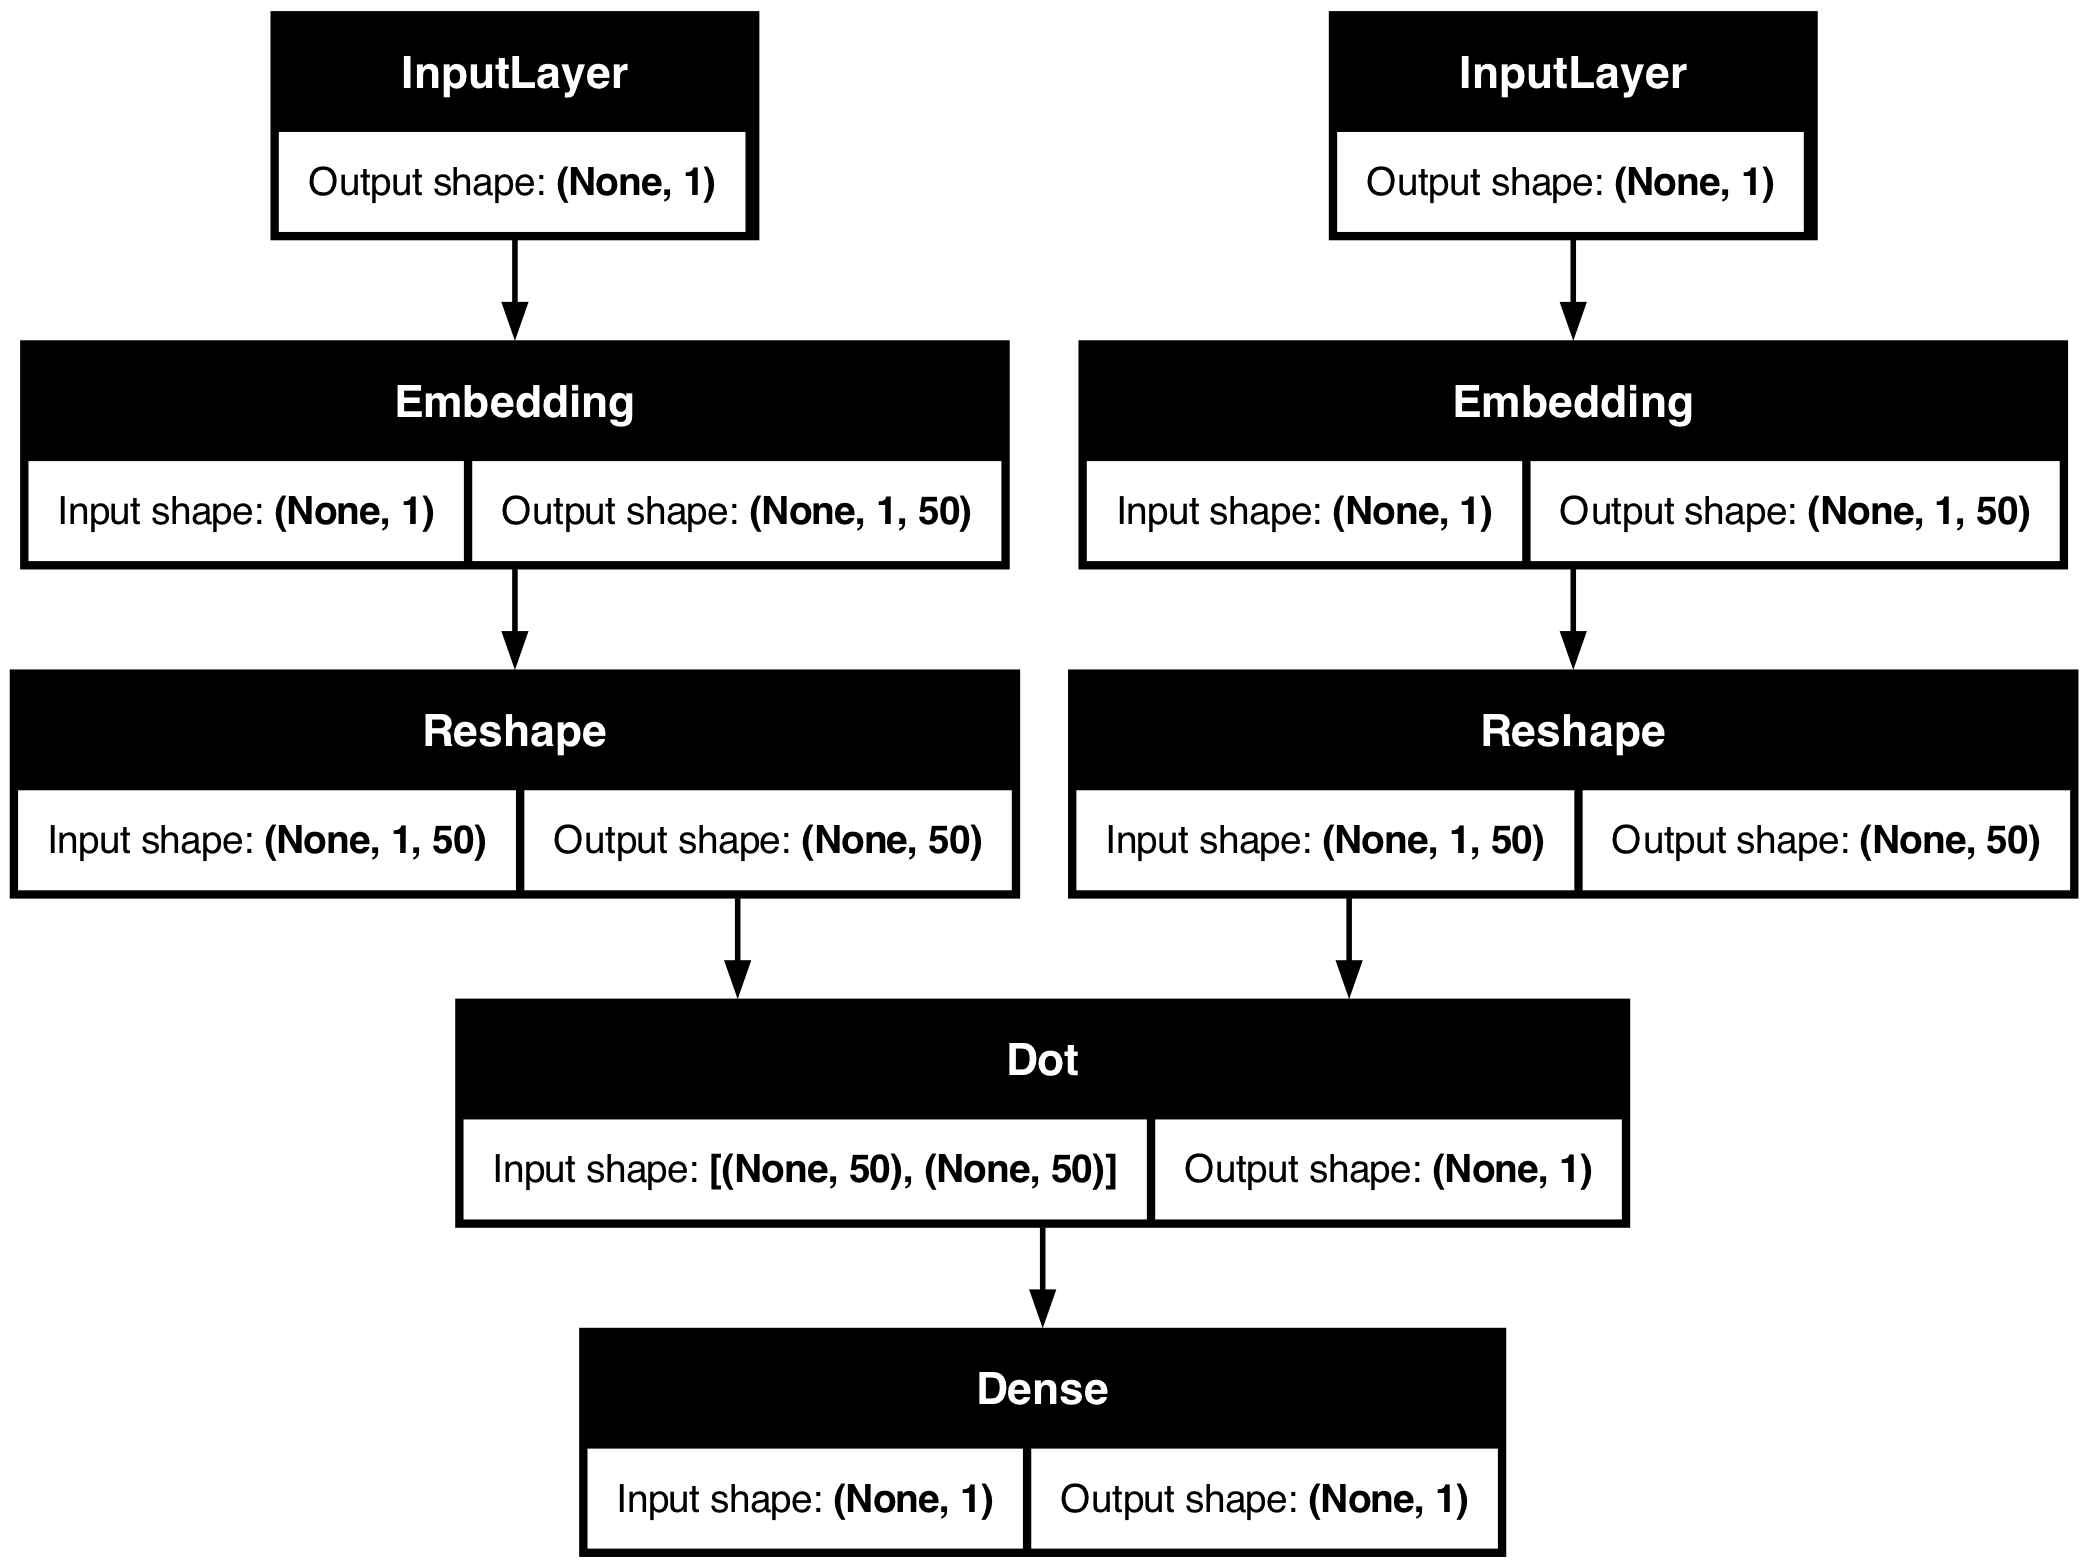 InputLayer
Output shape: (None, 1)
InputLayer
Output shape: (None, 1)
Embedding
Input shape: (None, 1)
Output shape: (None, 1, 50)
Embedding
Input shape: (None, 1)
Output shape: (None, 1, 50)
Reshape
Input shape: (None, 1, 50)
Output shape: (None, 50)
Reshape
Input shape: (None, 1, 50)
Output shape: (None, 50)
Dot
Input shape: [(None, 50), (None, 50)]
Output shape: (None, 1)
Dense
Input shape: (None, 1)
Output shape: (None, 1)